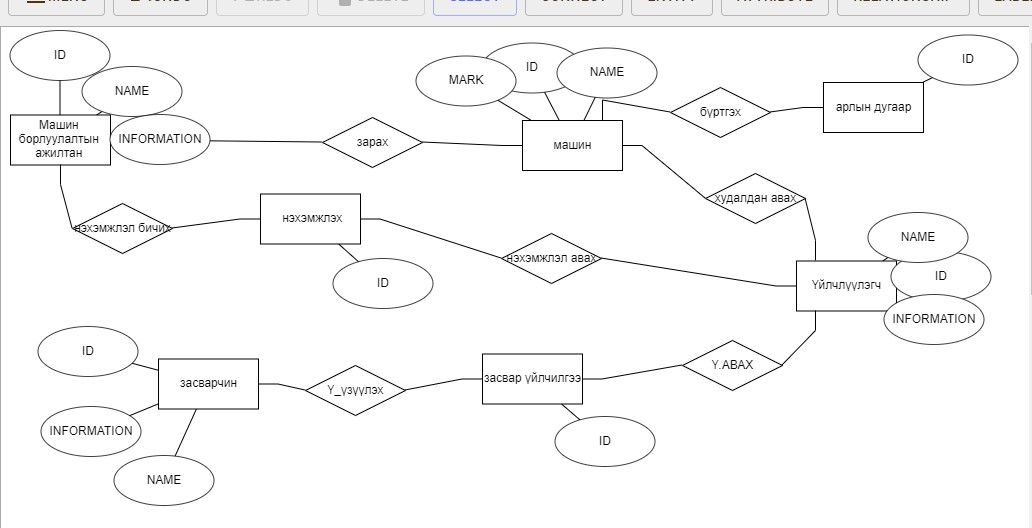 ID
NAME
Машин
борлуулалтын
ажилтан
INFORMATION
зарах
MARK
ID
NAME
машин
бүртгэх
арлын дугаар
ID
худалдан авах
нэхэмжлэл бичих
нэхэмжлэх
ID
нэхэмжлэл авах
NAME
ID
Үйлчлүүлэгч
INFORMATION
ID
засварчин
INFORMATION
NAME
Ү_үзүүлэх
засвар үйлчилгээ
ID
Ү.АВАХ